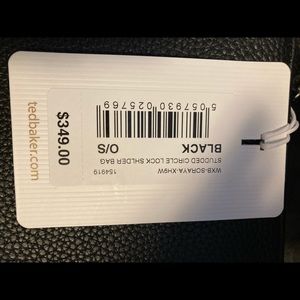 tedbaker.com
$349.00
BLACK
O/S
5 057930 025769
STUDDED CIRCLE LOCK SHLDER BAG
WXB-SORAYA-XH9W
154919